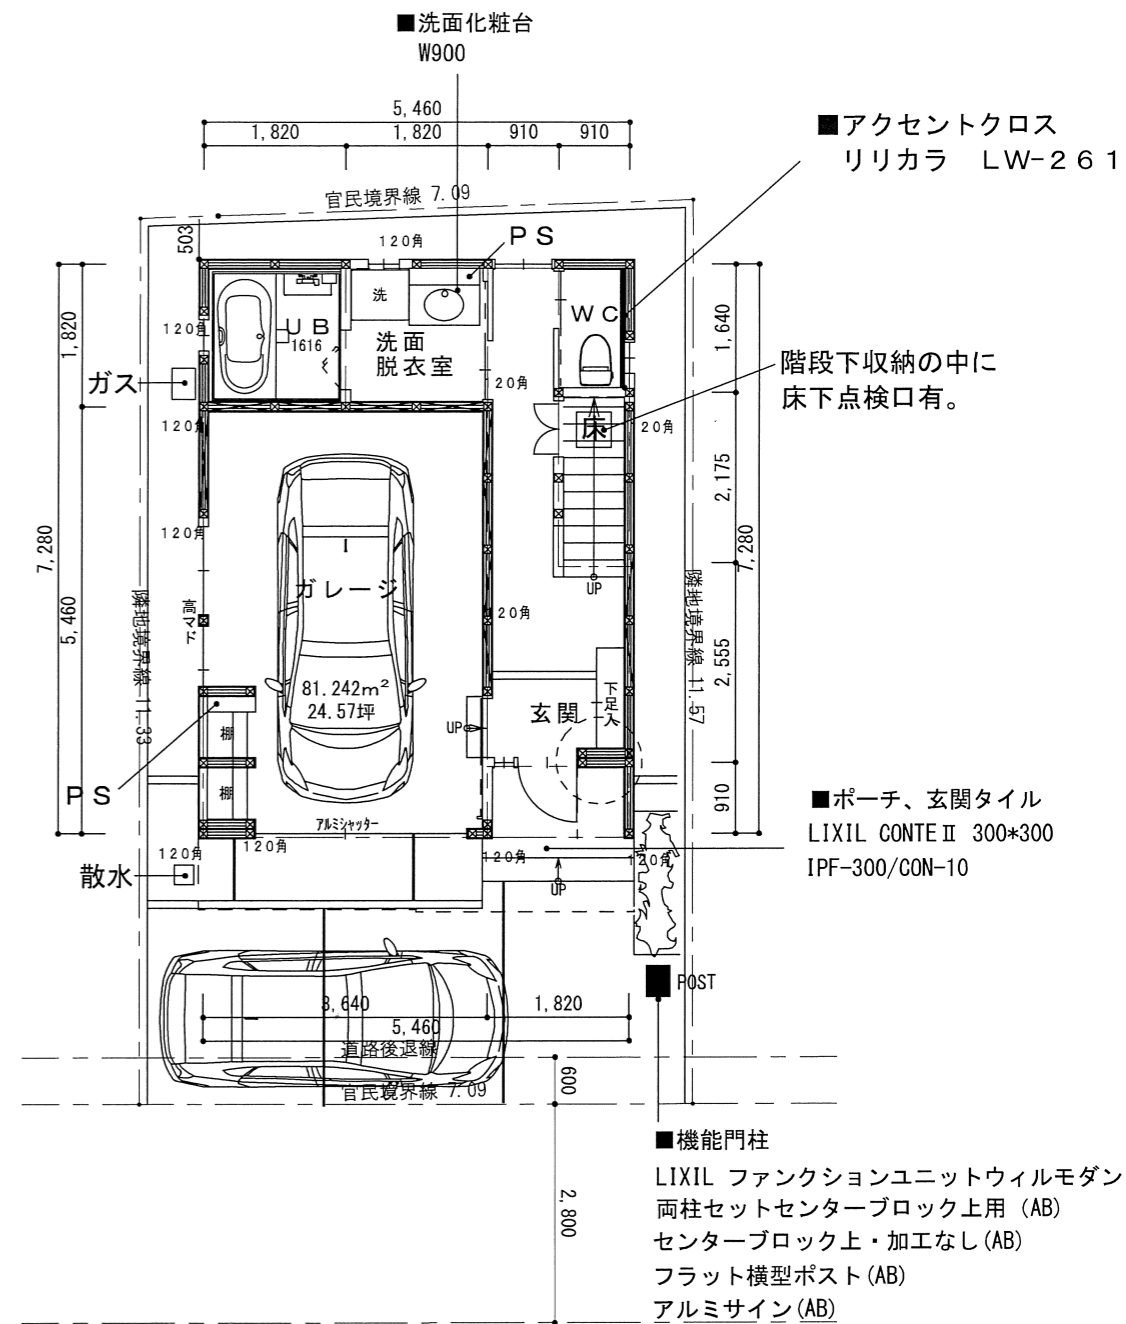 ■洗面化粧台
W900
5,460
1,820
1,820
910
910
■アクセントクロス
リリカラ LW-261
官民境界線 7.09
503
120角
PS
洗
WC
UB
1616
洗面
脱衣室
120角
1,820
1,640
ガス
20角
階段下収納の中に
床下点検口有。
120角
床
20角
2,175
120角
7,280
7,280
ガレージ
UP
20角
高マド
5,460
隣地境界線 11.33
隣地境界線 11.57
2,555
81.242m²
24.57坪
下足入
玄関
UP
棚
PS
棚
910
■ポーチ、玄関タイル
LIXIL CONTEⅡ 300*300
IPF-300/CON-10
アルミシャッター
120角
120角
120角
120角
散水
UP
POST
3,640
1,820
5,460
道路後退線
600
官民境界線 7.09
■機能門柱
LIXIL ファンクションユニットウィルモダン
両柱セットセンターブロック上用 (AB)
センターブロック上・加工なし(AB)
フラット横型ポスト(AB)
アルミサイン(AB)
2,800